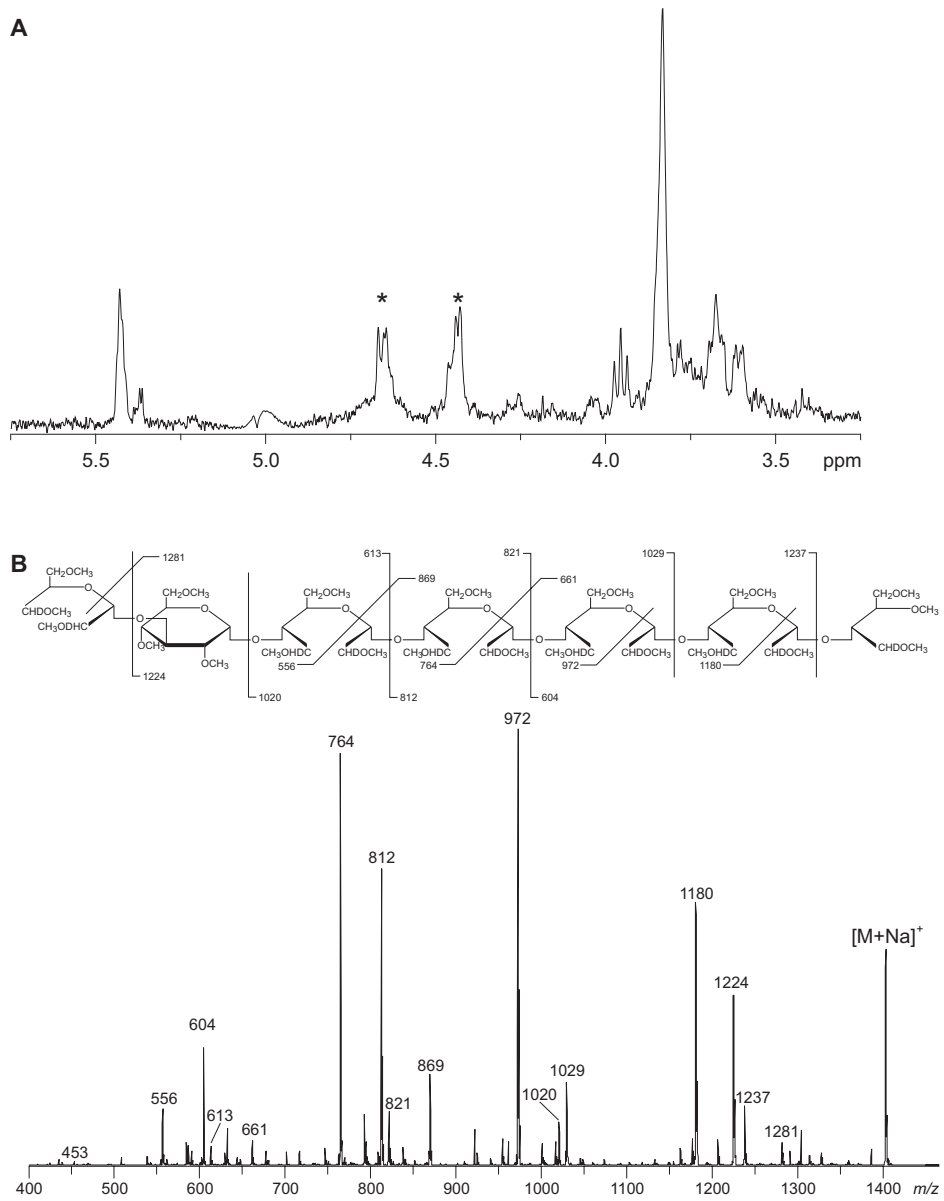 A
* *
5.5 5.0 4.5 4.0 3.5 ppm
B
1281 613 869 821 661 1029 1237
CH2OCH3 CH2OCH3 CH2OCH3 CH2OCH3 CH2OCH3 CH2OCH3 CH2OCH3
O O O O O O O
CHDOCH3 OCH3
CH3ODHC O CH3O OCH3 O CH3OHDC CHDOCH3 O CH3OHDC CHDOCH3 O CH3OHDC CHDOCH3 O CH3OHDC CHDOCH3 O CHDOCH3
556 764 972 1180
1224 1020 812 604
972
764
812
1180
[M+Na]+
1224
604
869
1029
1020
1237
556
613
821
661
1281
453
400 500 600 700 800 900 1000 1100 1200 1300 1400 m/z